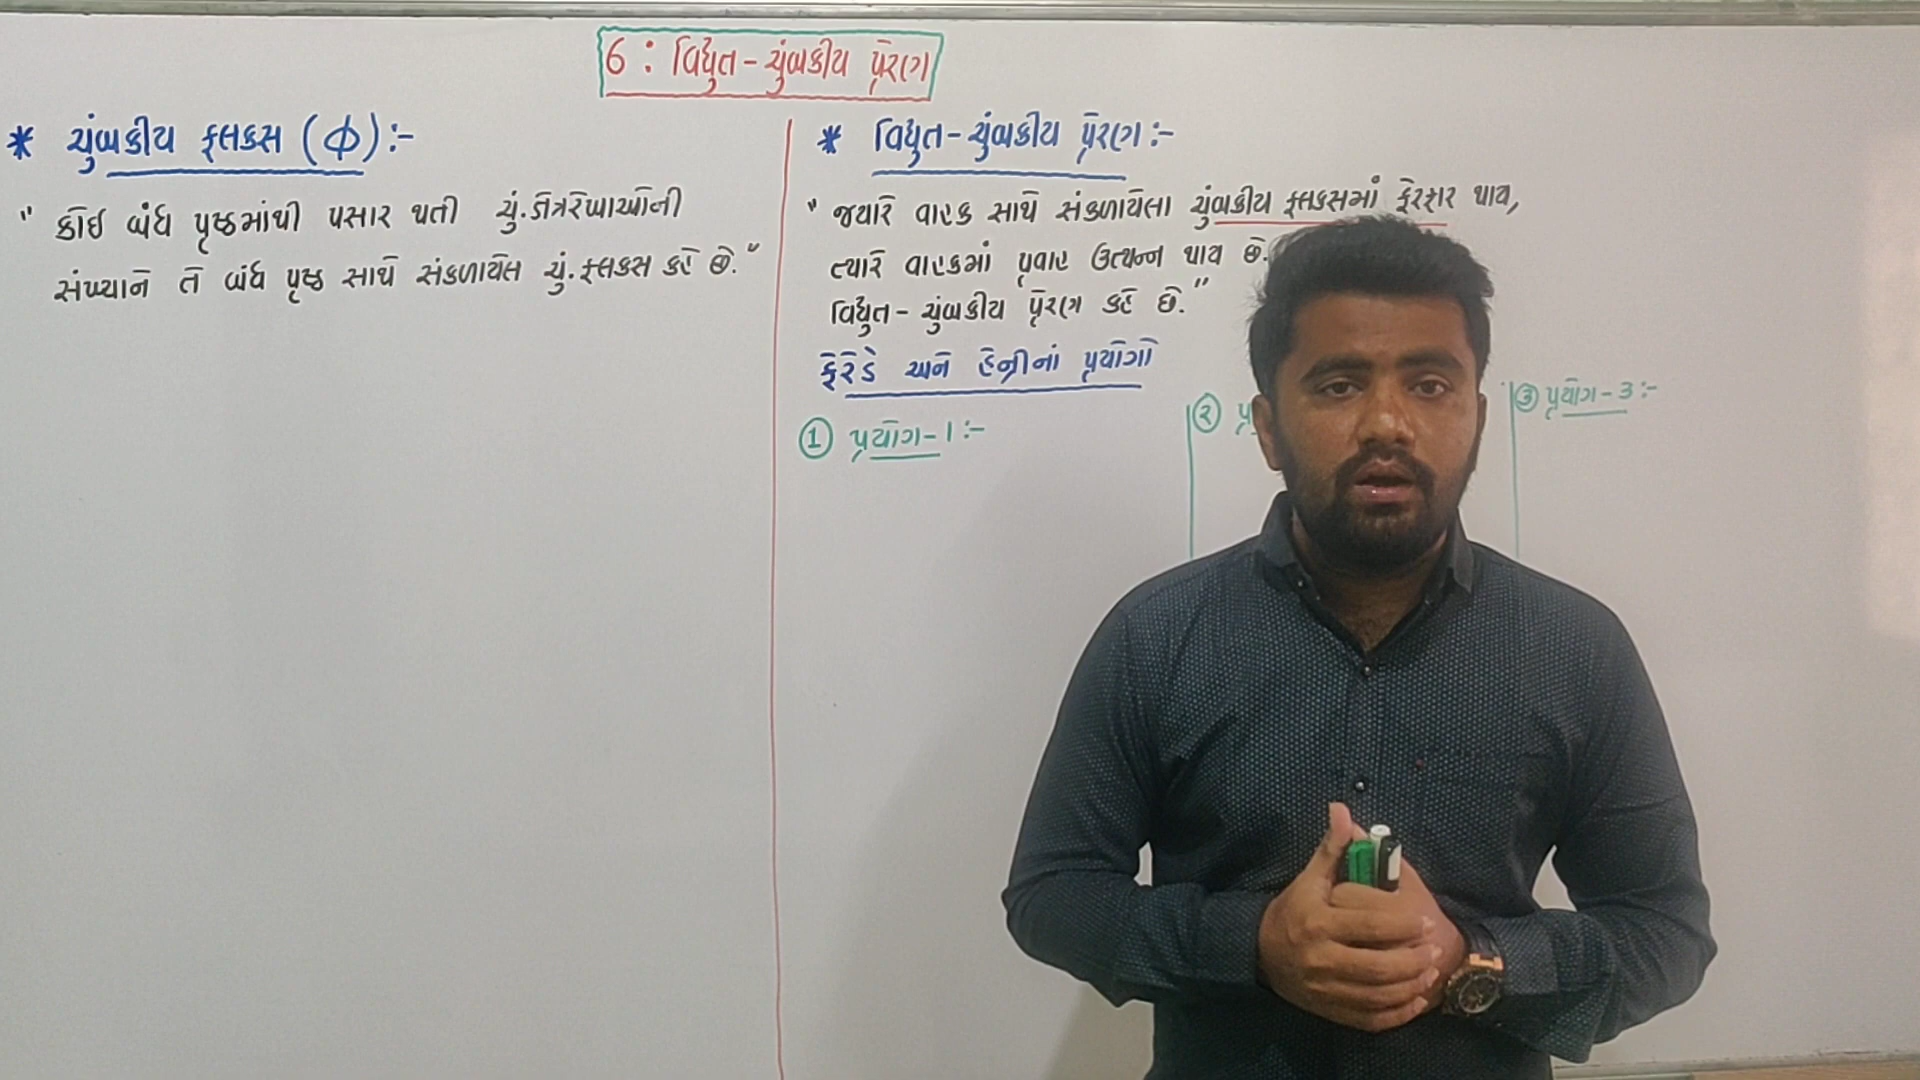 6 : વિદ્યુત - ચુંબકીય પ્રેરણ
* ચુંબકીય ફ્લક્સ (ϕ) :-
" કોઈ બંધ પૃષ્ઠમાંથી પસાર થતી ચું. ક્ષેત્રરેખાઓની
સંખ્યાને તે બંધ પૃષ્ઠ સાથે સંકળાયેલ ચું. ફ્લક્સ કહે છે. "
* વિદ્યુત - ચુંબકીય પ્રેરણ :-
" જ્યારે વાહક સાથે સંકળાયેલા ચુંબકીય ફ્લક્સમાં ફેરફાર થાય,
ત્યારે વાહકમાં પ્રવાહ ઉત્પન્ન થાય છે.
વિદ્યુત - ચુંબકીય પ્રેરણ કહે છે. "
ફેરેડે અને હેન્રીનાં પ્રયોગો
① પ્રયોગ - 1 :-
② પ્ર
③ પ્રયોગ - 3 :-